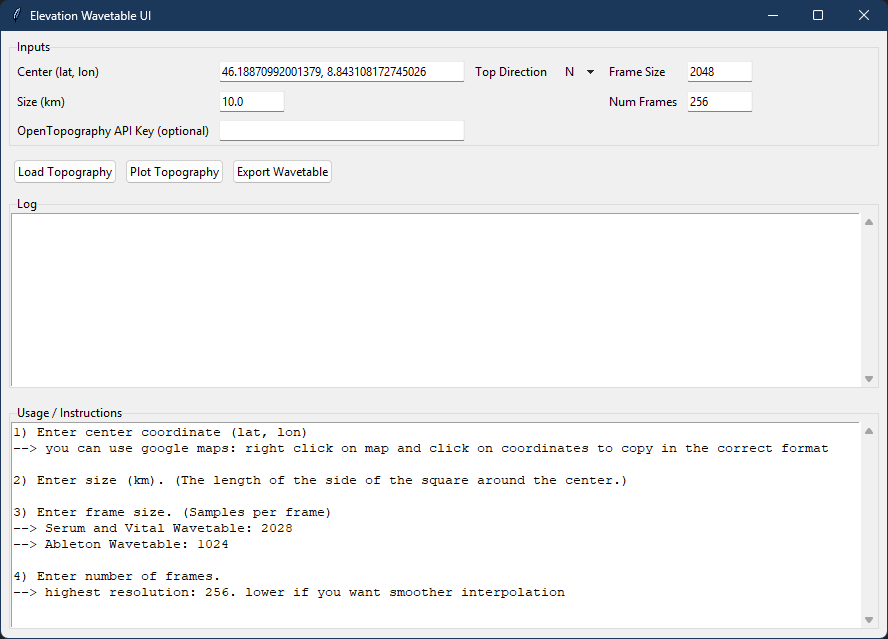 Elevation Wavetable UI
Inputs
Center (lat, lon) 46.18870992001379, 8.843108172745026 Top Direction N Frame Size 2048
Size (km) 10.0 Num Frames 256
OpenTopography API Key (optional)
Load Topography Plot Topography Export Wavetable
Log
Usage / Instructions
1) Enter center coordinate (lat, lon)
--> you can use google maps: right click on map and click on coordinates to copy in the correct format
2) Enter size (km). (The length of the side of the square around the center.)
3) Enter frame size. (Samples per frame)
--> Serum and Vital Wavetable: 2028
--> Ableton Wavetable: 1024
4) Enter number of frames.
--> highest resolution: 256. lower if you want smoother interpolation